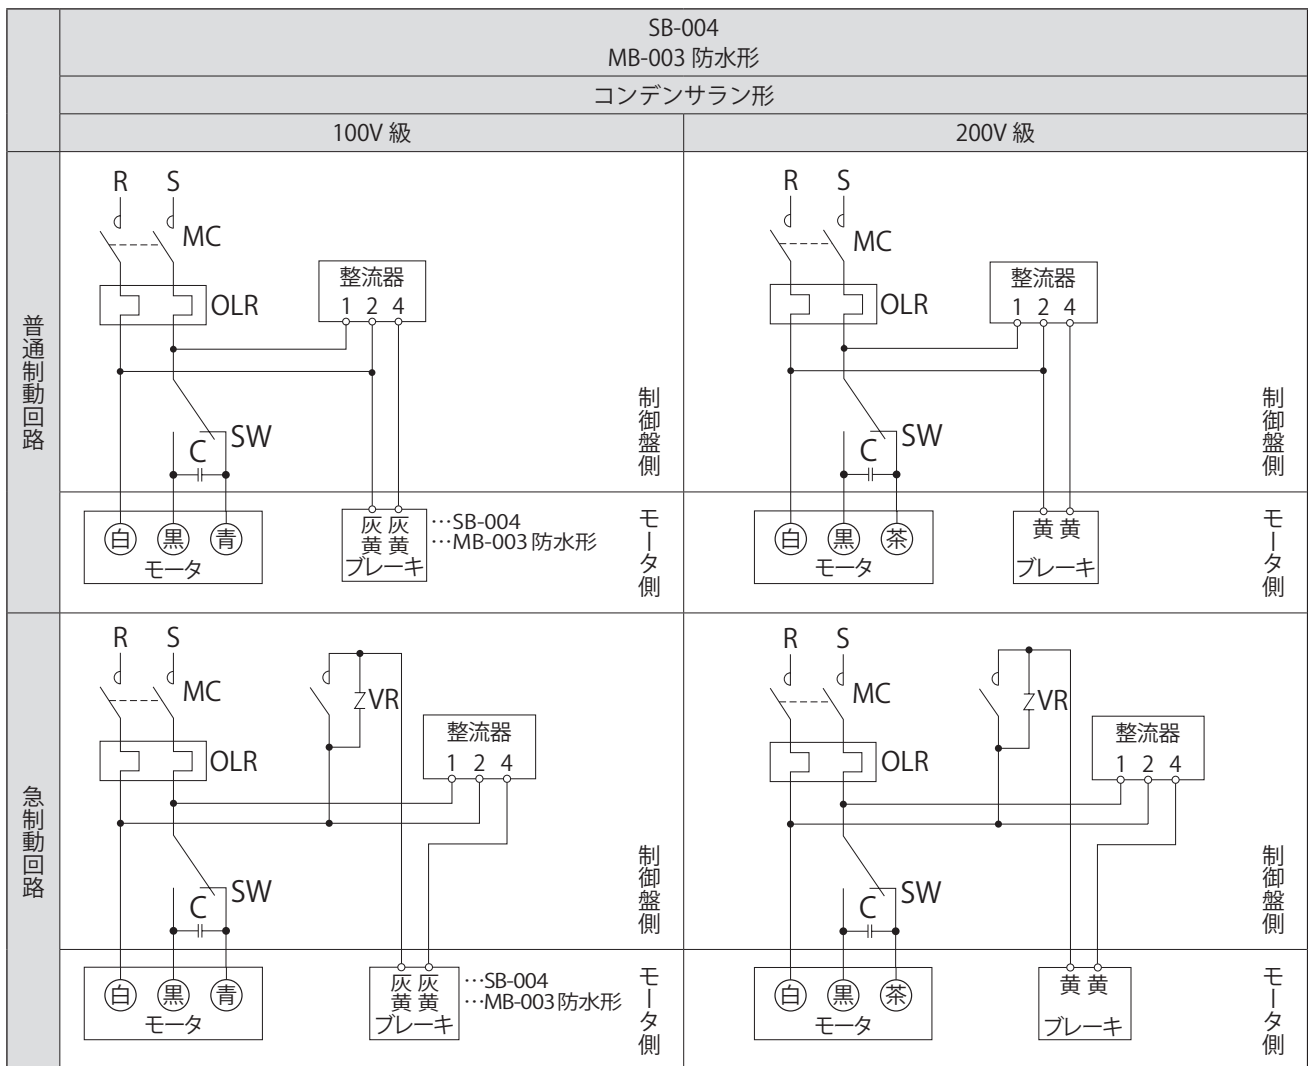 SB-004
MB-003 防水形
コンデンサラン形
100V 級
200V 級
普通制動回路
R S
MC
整流器
1 2 4
OLR
制御盤側
SW
C
白 黒 青
モータ
灰 灰 …SB-004
黄 黄 …MB-003 防水形
ブレーキ
モータ側
R S
MC
整流器
1 2 4
OLR
制御盤側
SW
C
白 黒 茶
モータ
黄 黄
ブレーキ
モータ側
急制動回路
R S
MC
VR
整流器
1 2 4
OLR
制御盤側
SW
C
白 黒 青
モータ
灰 灰 …SB-004
黄 黄 …MB-003 防水形
ブレーキ
モータ側
R S
MC
VR
整流器
1 2 4
OLR
制御盤側
SW
C
白 黒 茶
モータ
黄 黄
ブレーキ
モータ側